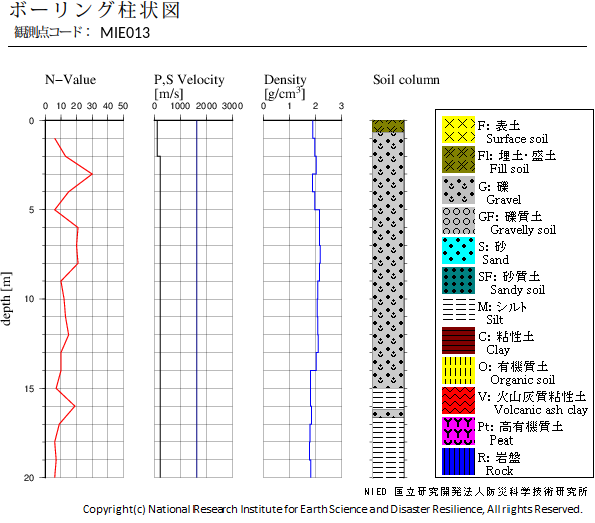 ボーリング柱状図
観測点コード： MIE013
N−Value
P,S Velocity
[m/s]
Density
[g/cm3]
Soil column
0 10 20 30 40 50
0 1000 2000 3000
0 1 2 3
0
5
10
15
20
depth [m]
F: 表土
Surface soil
Fl: 埋土・盛土
Fill soil
G: 礫
Gravel
GF: 礫質土
Gravelly soil
S: 砂
Sand
SF: 砂質土
Sandy soil
M: シルト
Silt
C: 粘性土
Clay
O: 有機質土
Organic soil
V: 火山灰質粘性土
Volcanic ash clay
Pt: 高有機質土
Peat
R: 岩盤
Rock
NIED 国立研究開発法人防災科学技術研究所
Copyright(c) National Research Institute for Earth Science and Disaster Resilience, All rights Reserved.